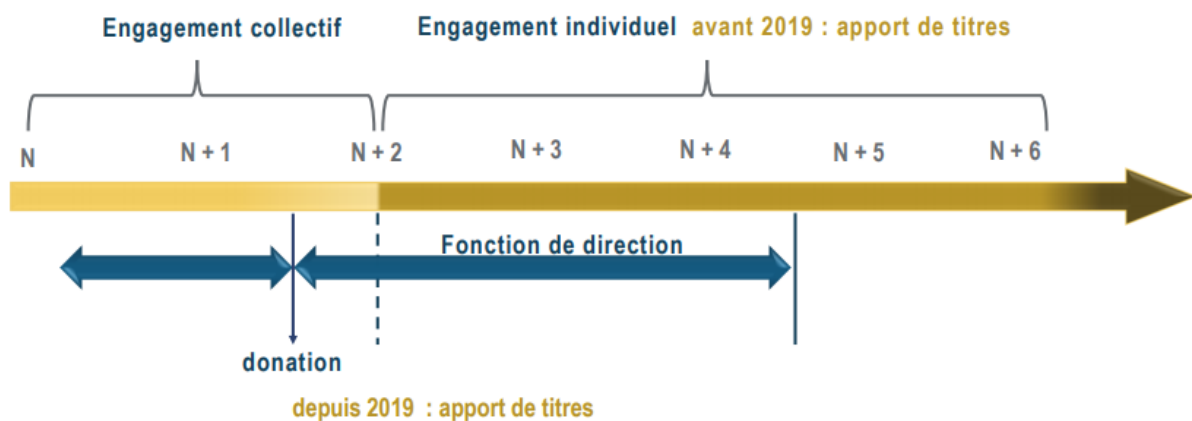 Engagement collectif
Engagement individuel avant 2019 : apport de titres
N N + 1 N + 2 N + 3 N + 4 N + 5 N + 6
Fonction de direction
donation
depuis 2019 : apport de titres